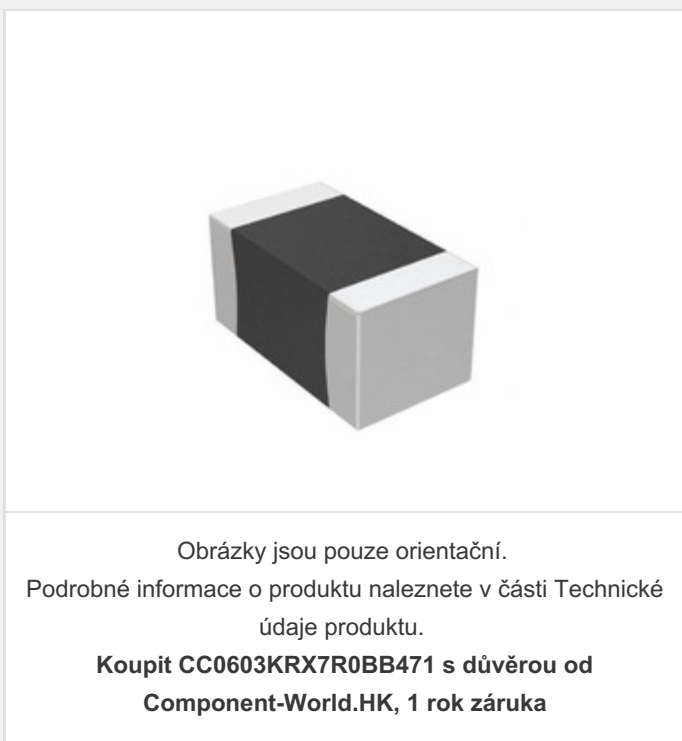 Obrázky jsou pouze orientační.
Podrobné informace o produktu naleznete v části Technické
údaje produktu.
Koupit CC0603KRX7R0BB471 s důvěrou od
Component-World.HK, 1 rok záruka